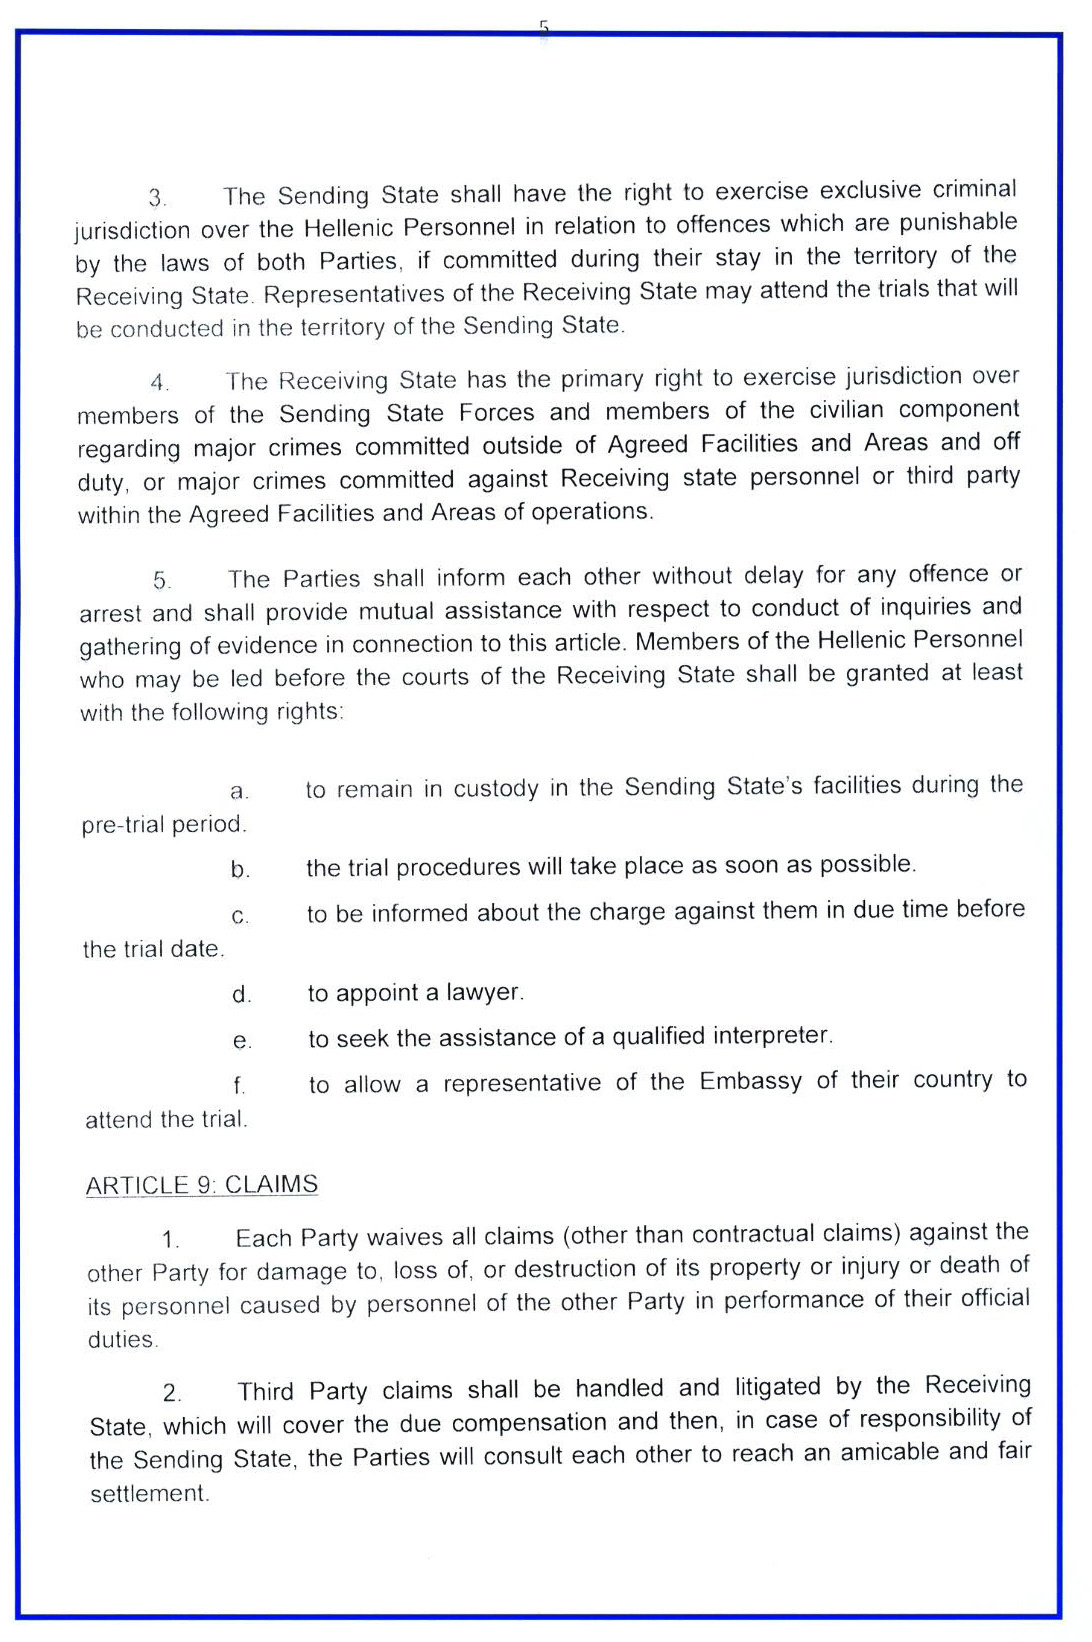 5
3. The Sending State shall have the right to exercise exclusive criminal
jurisdiction over the Hellenic Personnel in relation to offences which are punishable
by the laws of both Parties, if committed during their stay in the territory of the
Receiving State. Representatives of the Receiving State may attend the trials that will
be conducted in the territory of the Sending State.
4. The Receiving State has the primary right to exercise jurisdiction over
members of the Sending State Forces and members of the civilian component
regarding major crimes committed outside of Agreed Facilities and Areas and off
duty, or major crimes committed against Receiving state personnel or third party
within the Agreed Facilities and Areas of operations.
5. The Parties shall inform each other without delay for any offence or
arrest and shall provide mutual assistance with respect to conduct of inquiries and
gathering of evidence in connection to this article. Members of the Hellenic Personnel
who may be led before the courts of the Receiving State shall be granted at least
with the following rights:
a. to remain in custody in the Sending State's facilities during the
pre-trial period.
b. the trial procedures will take place as soon as possible.
c. to be informed about the charge against them in due time before
the trial date.
d. to appoint a lawyer.
e. to seek the assistance of a qualified interpreter.
f. to allow a representative of the Embassy of their country to
attend the trial.
ARTICLE 9: CLAIMS
1. Each Party waives all claims (other than contractual claims) against the
other Party for damage to, loss of, or destruction of its property or injury or death of
its personnel caused by personnel of the other Party in performance of their official
duties.
2. Third Party claims shall be handled and litigated by the Receiving
State, which will cover the due compensation and then, in case of responsibility of
the Sending State, the Parties will consult each other to reach an amicable and fair
settlement.